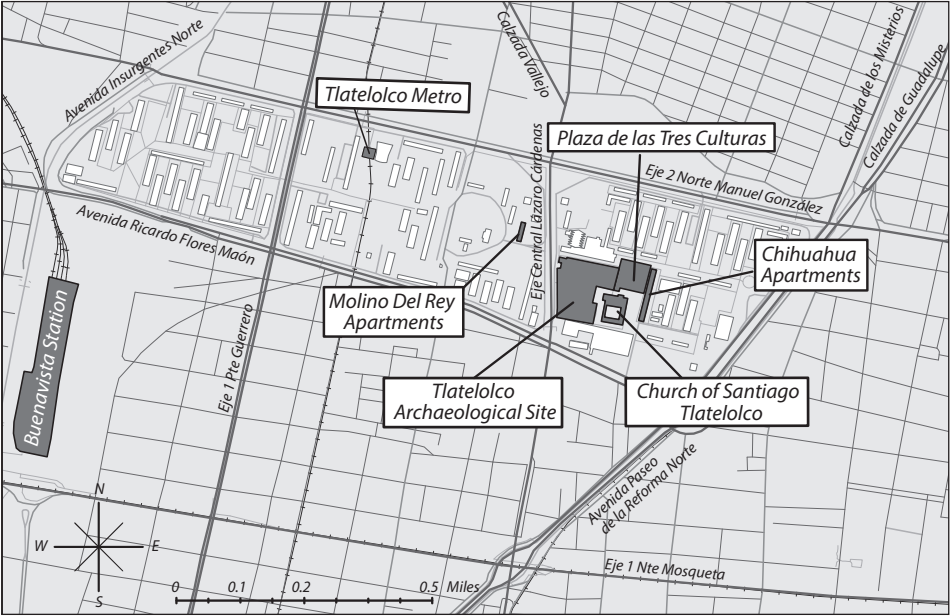 Avenida Insurgentes Norte
Calzada Vallejo
Calzada de los Misterios
Calzada de Guadalupe
Tlatelolco Metro
Plaza de las Tres Culturas
Eje Central Lázaro Cárdenas
Eje 2 Norte Manuel González
Avenida Ricardo Flores Maón
Chihuahua
Apartments
Molino Del Rey
Apartments
Buenavista Station
Eje 1 Pte Guerrero
Tlatelolco
Archaeological Site
Church of Santiago
Tlatelolco
Avenida Paseo
de la Reforma Norte
Eje 1 Nte Mosqueta
N
W E
S
0 0.1 0.2 0.5 Miles